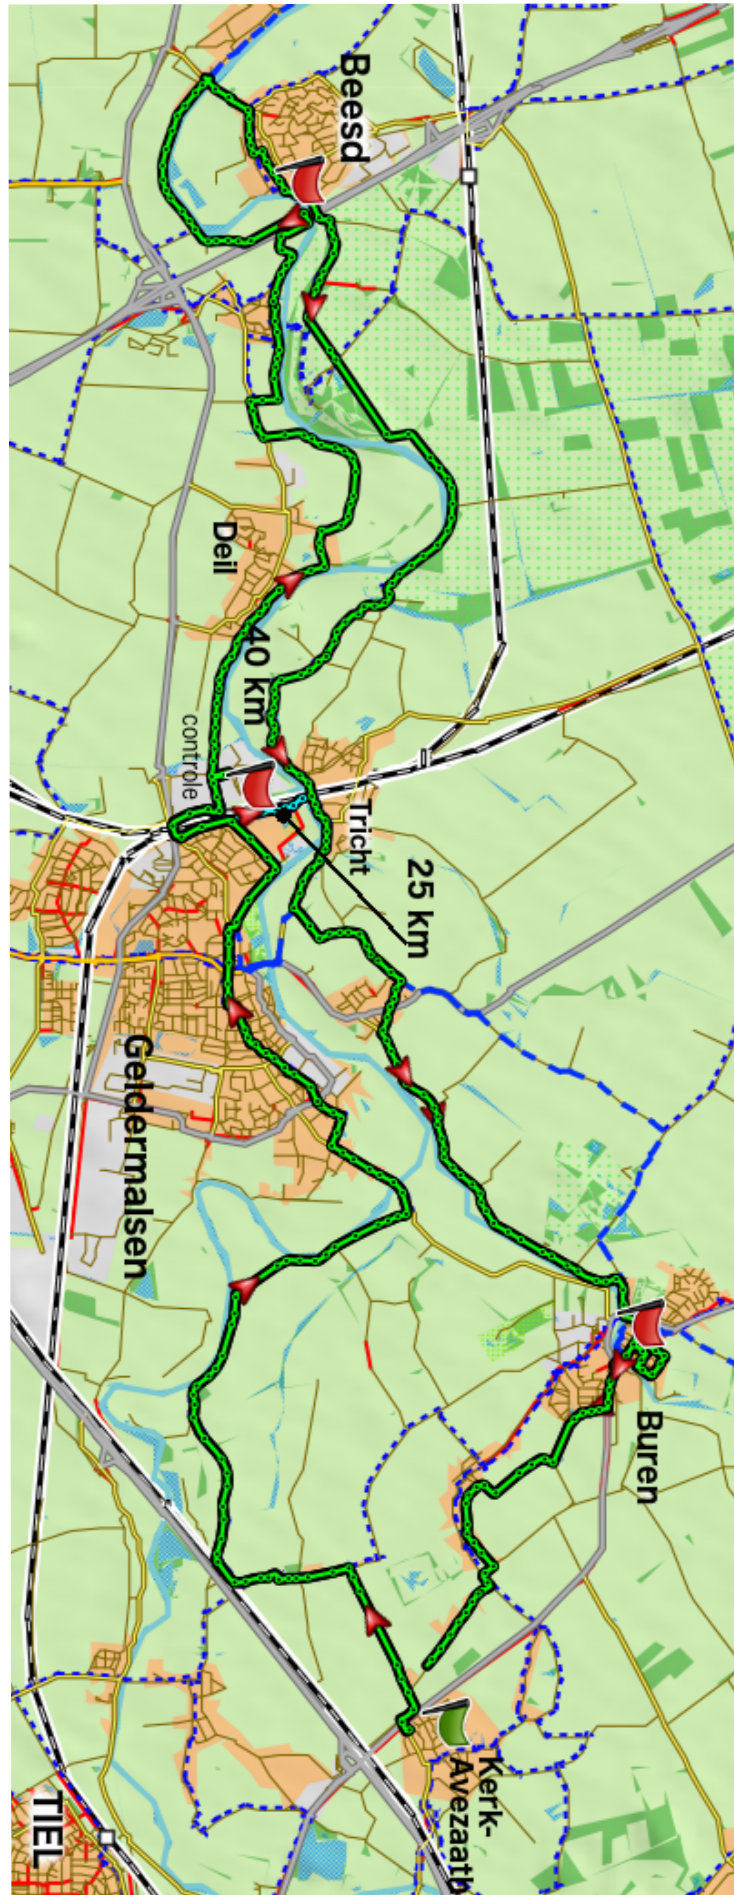 Beesd
Deil
40 km
controle
Tricht
25 km
Geldermalsen
Buren
Kerk-
Avezaath
TIEL